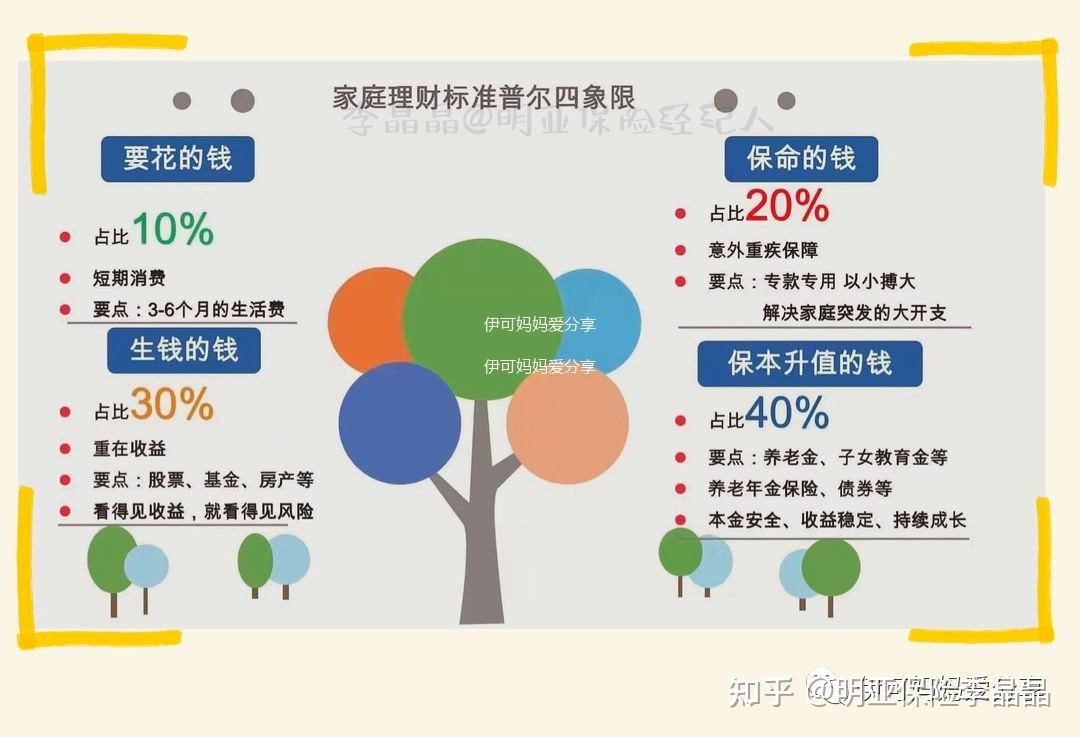 家庭理财标准普尔四象限
李晶晶@明亚保险经纪人
要花的钱
占比10%
短期消费
要点：3-6个月的生活费
生钱的钱
占比30%
重在收益
要点：股票、基金、房产等
看得见收益，就看得见风险
伊可妈妈爱分享
伊可妈妈爱分享
保命的钱
占比20%
意外重疾保障
要点：专款专用 以小搏大
解决家庭突发的大开支
保本升值的钱
占比40%
要点：养老金、子女教育金等
养老年金保险、债券等
本金安全、收益稳定、持续成长
知乎 @明亚保险李晶晶
伊可妈妈爱分享